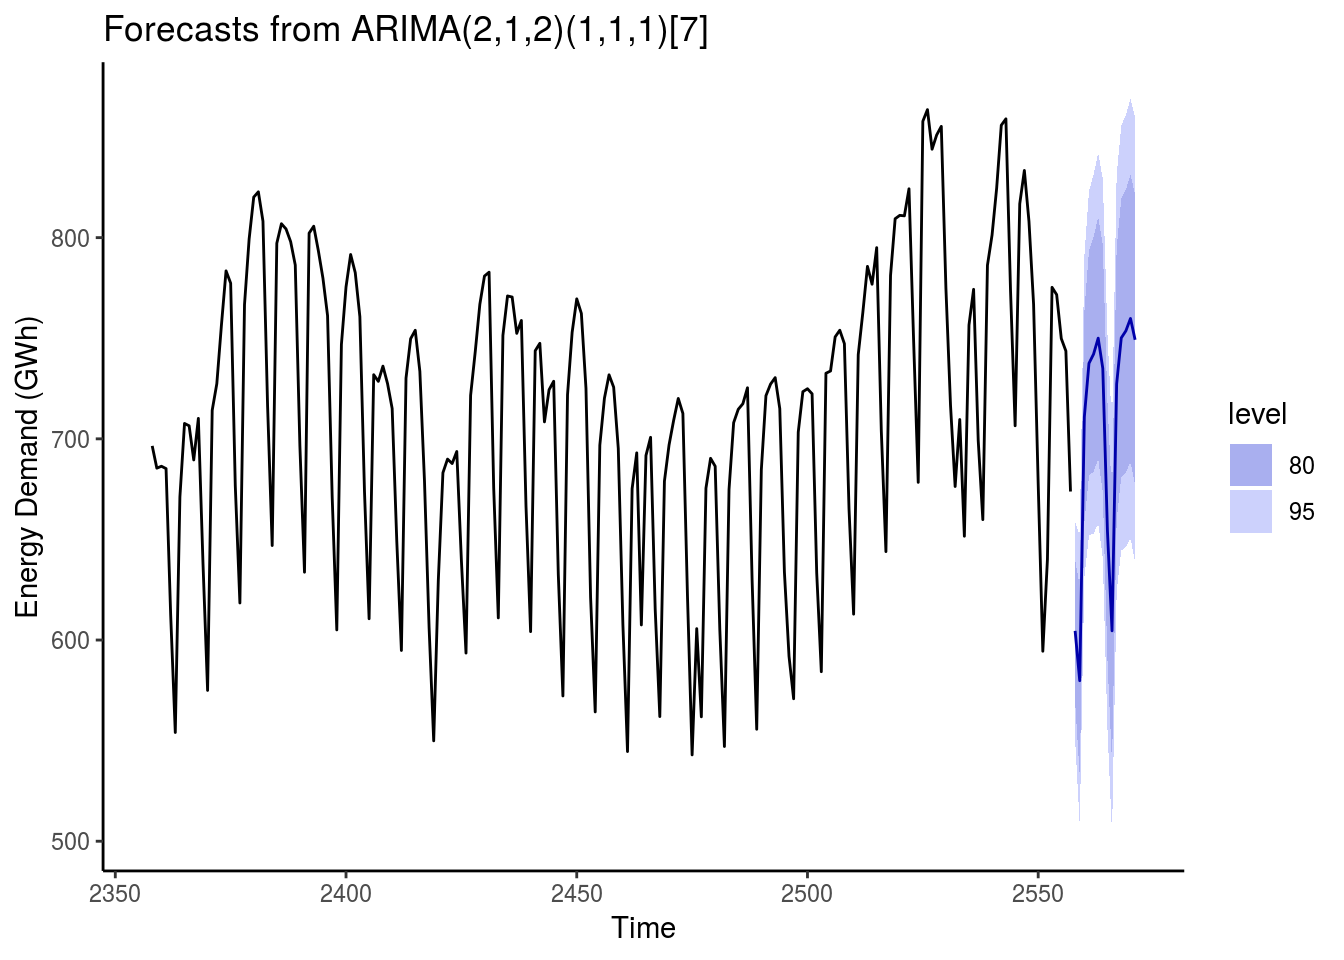 Forecasts from ARIMA(2,1,2)(1,1,1)[7]
Energy Demand (GWh)
800
700
600
500
2350 2400 2450 2500 2550
Time
level
80
95